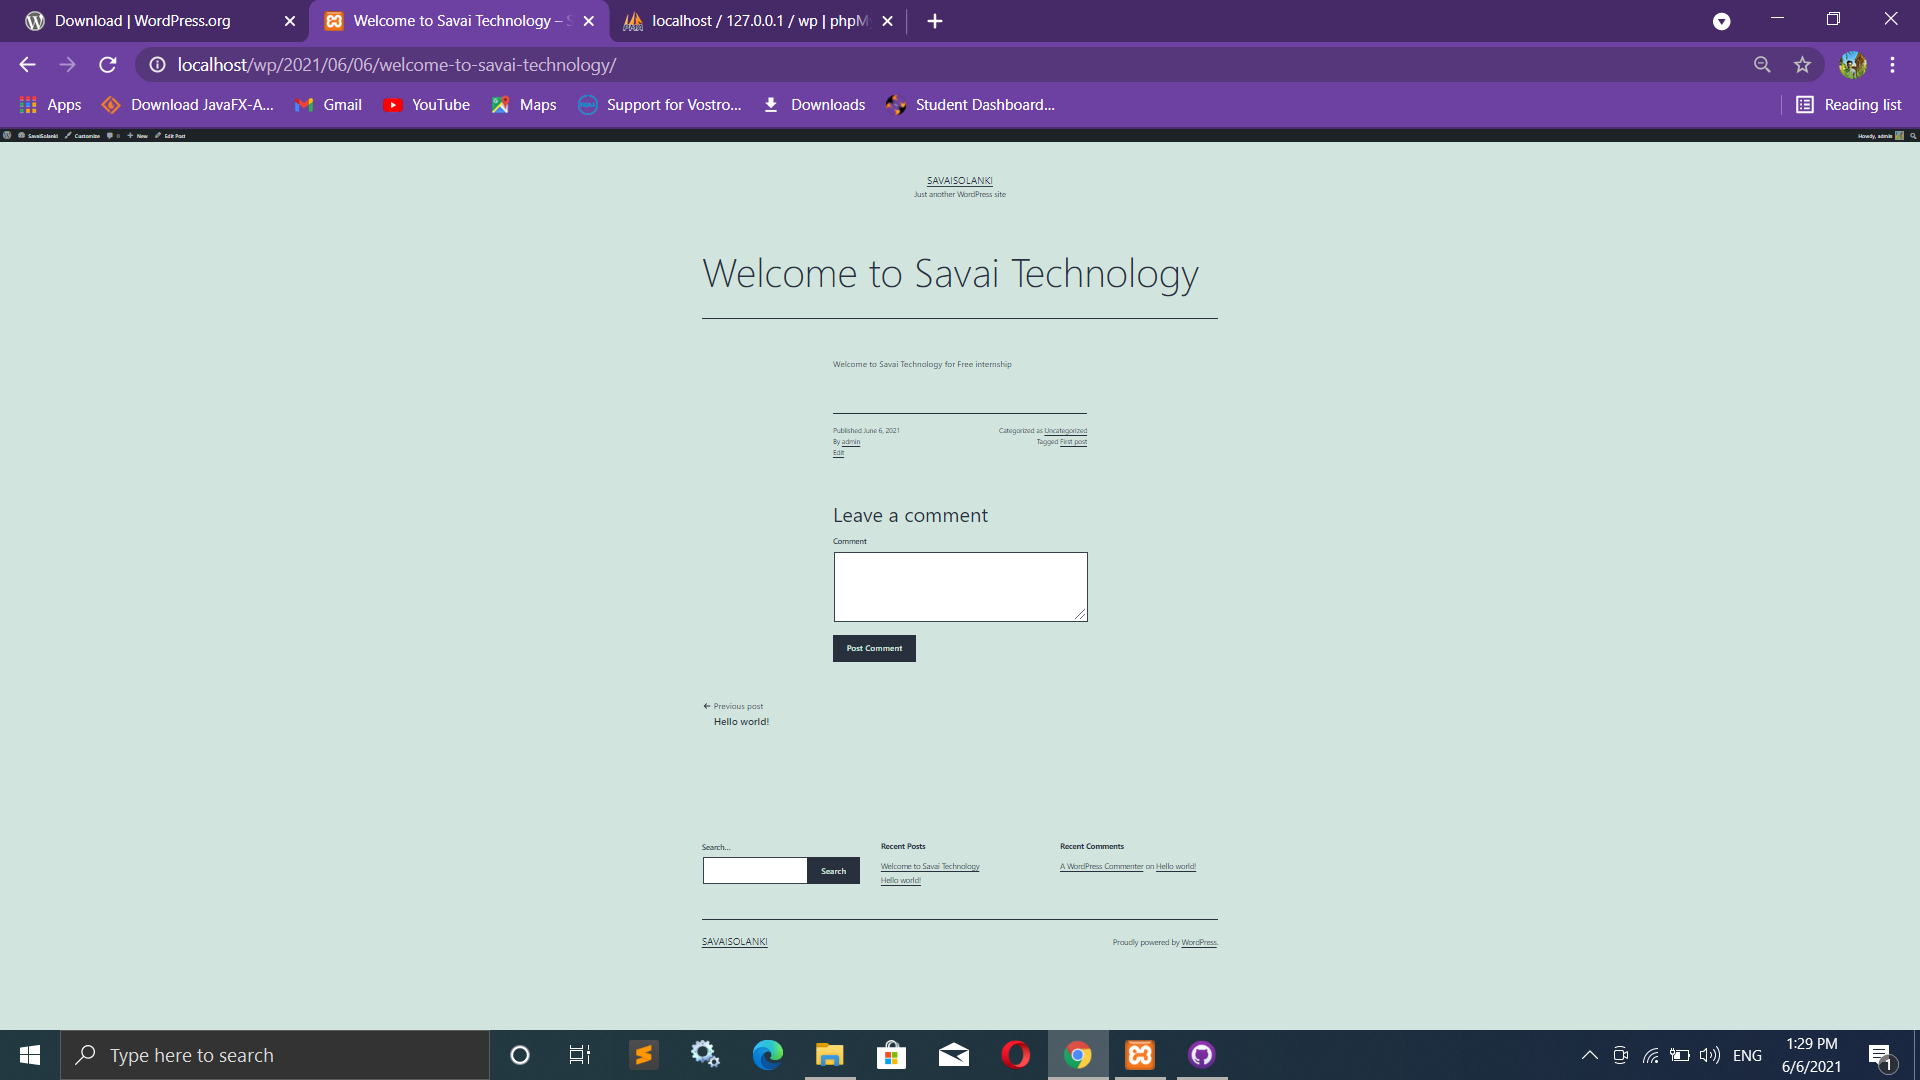 Download | WordPress.org
Welcome to Savai Technology – S
localhost / 127.0.0.1 / wp | phpMy
localhost/wp/2021/06/06/welcome-to-savai-technology/
Apps
Download JavaFX-A...
Gmail
YouTube
Maps
Support for Vostro...
Downloads
Student Dashboard...
Reading list
SavaiSolanki
Customize
0
New
Edit Post
Howdy, admin
SAVAISOLANKI
Just another WordPress site
Welcome to Savai Technology
Welcome to Savai Technology for Free internship
Published June 6, 2021
By admin
Edit
Categorized as Uncategorized
Tagged First post
Leave a comment
Comment
Post Comment
← Previous post
Hello world!
Search...
Search
Recent Posts
Welcome to Savai Technology
Hello world!
Recent Comments
A WordPress Commenter on Hello world!
SAVAISOLANKI
Proudly powered by WordPress.
Type here to search
ENG
1:29 PM
6/6/2021
1